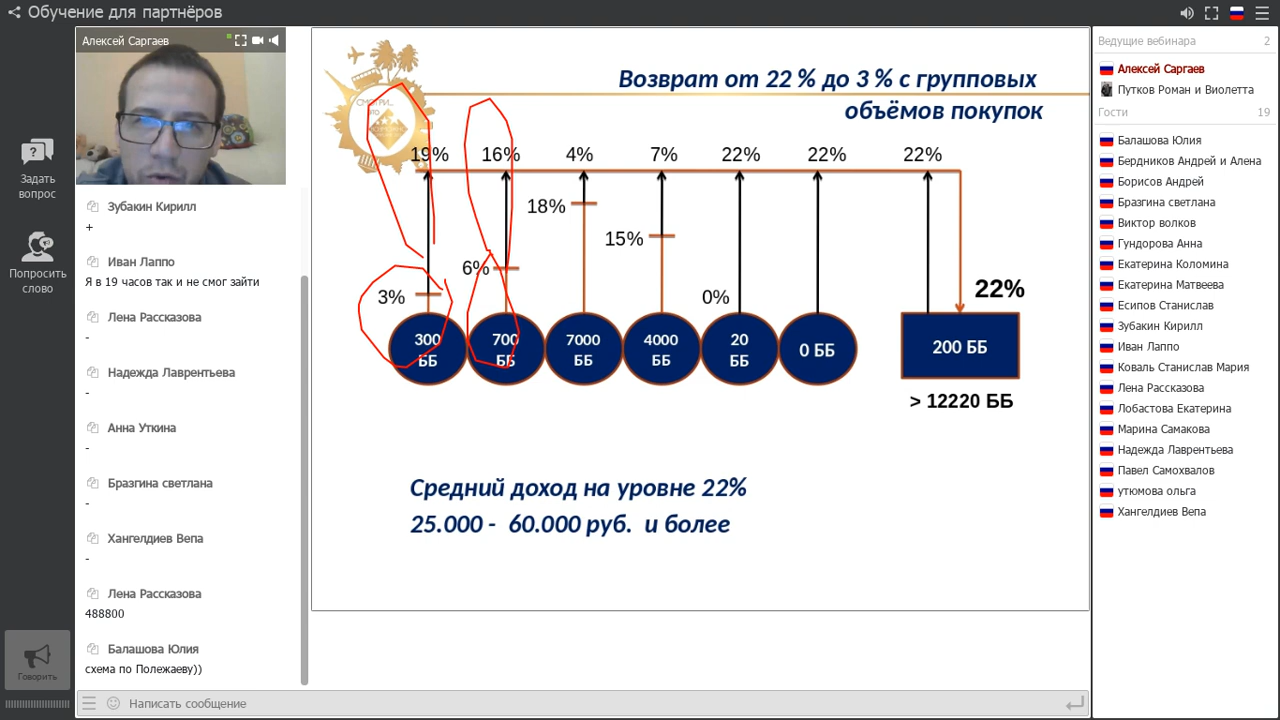 Обучение для партнёров
Алексей Саргаев
Задать
вопрос
Попросить
слово
Говорить
Зубакин Кирилл
+
Иван Лаппо
Я в 19 часов так и не смог зайти
Лена Рассказова
-
Надежда Лаврентьева
-
Анна Уткина
-
Бразгина светлана
-
Хангелдиев Вепа
-
Лена Рассказова
488800
Балашова Юлия
схема по Полежаеву))
Написать сообщение
Возврат от 22 % до 3 % с групповых
объёмов покупок
СМОТРИ...
19% 16% 4% 7% 22% 22% 22%
18%
15%
6%
3% 0% 22%
300 ББ
700 ББ
7000 ББ
4000 ББ
20 ББ
0 ББ
200 ББ
> 12220 ББ
Средний доход на уровне 22%
25.000 - 60.000 руб. и более
Ведущие вебинара 2
Алексей Саргаев
Путков Роман и Виолетта
Гости 19
Балашова Юлия
Бердников Андрей и Алена
Борисов Андрей
Бразгина светлана
Виктор волков
Гундорова Анна
Екатерина Коломина
Екатерина Матвеева
Есипов Станислав
Зубакин Кирилл
Иван Лаппо
Коваль Станислав Мария
Лена Рассказова
Лобастова Екатерина
Марина Самакова
Надежда Лаврентьева
Павел Самохвалов
утюмова ольга
Хангелдиев Вепа